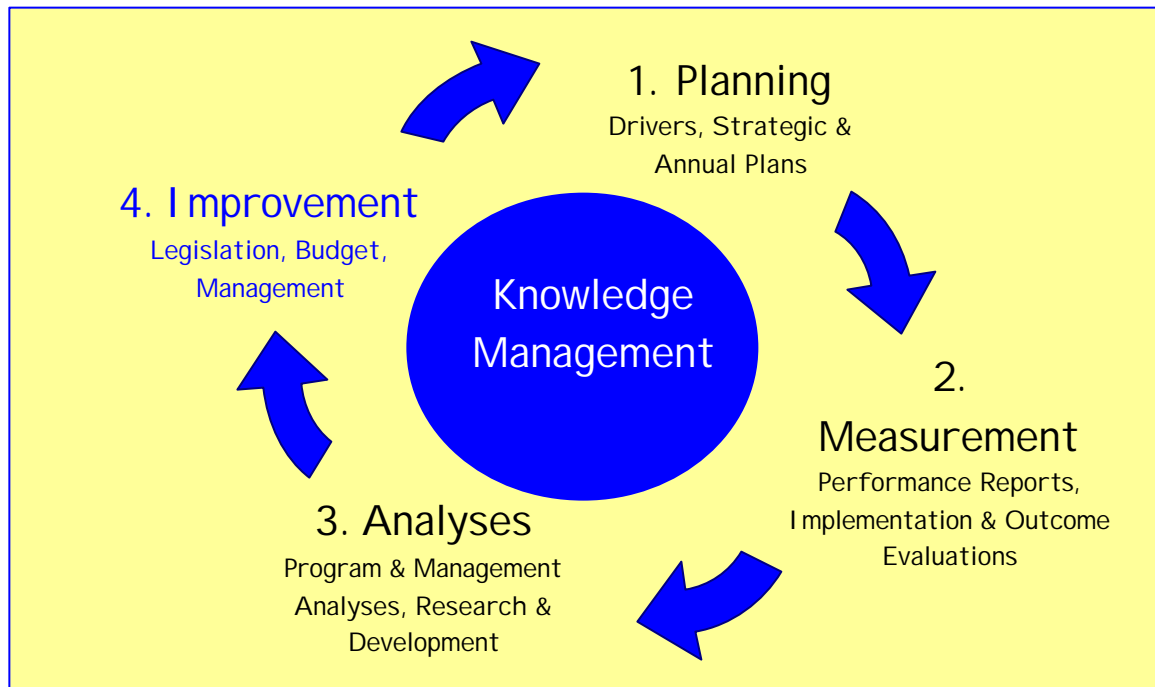 1. Planning
Drivers, Strategic &
Annual Plans
4. Improvement
Legislation, Budget,
Management
Knowledge
Management
2.
Measurement
Performance Reports,
Implementation & Outcome
Evaluations
3. Analyses
Program & Management
Analyses, Research &
Development